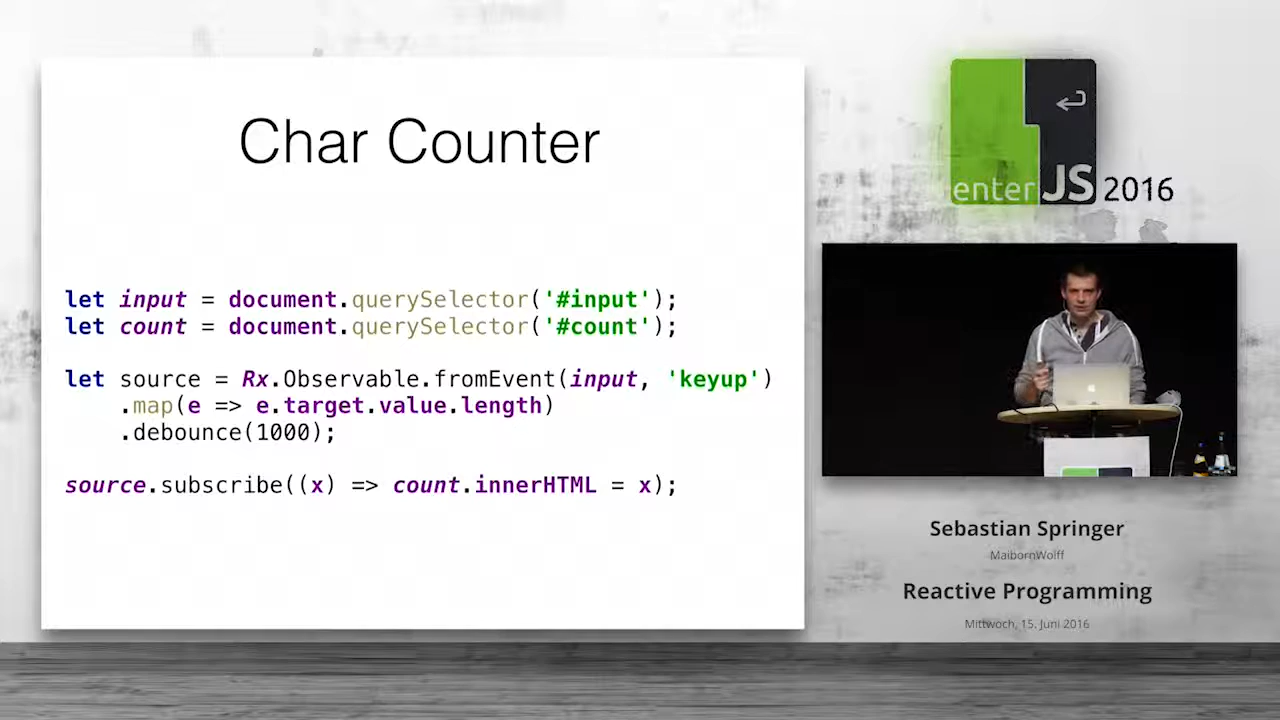 Char Counter
let input = document.querySelector('#input');
let count = document.querySelector('#count');
let source = Rx.Observable.fromEvent(input, 'keyup')
.map(e => e.target.value.length)
.debounce(1000);
source.subscribe((x) => count.innerHTML = x);
enterJS 2016
Sebastian Springer
MaibornWolff
Reactive Programming
Mittwoch, 15. Juni 2016